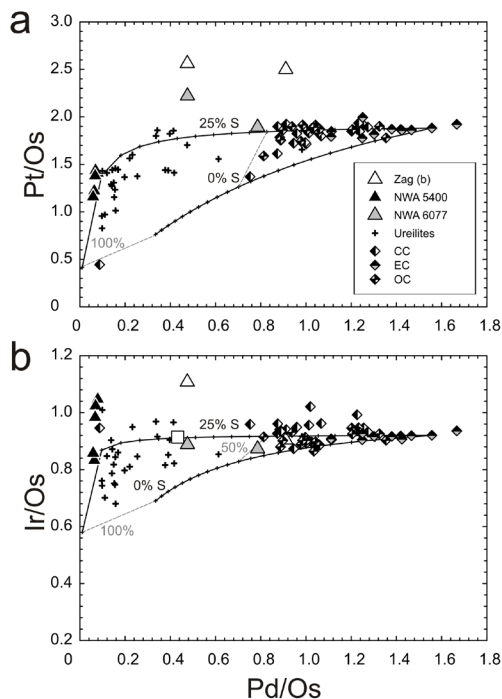 a
3.0
2.5
2.0
1.5
1.0
0.5
0
Pt/Os
25% S
0% S
100%
Zag (b)
NWA 5400
NWA 6077
Ureilites
CC
EC
OC
0 0.2 0.4 0.6 0.8 1.0 1.2 1.4 1.6 1.8
b
1.2
1.0
0.8
0.6
0.4
0.2
Ir/Os
25% S
50%
0% S
100%
0 0.2 0.4 0.6 0.8 1.0 1.2 1.4 1.6 1.8
Pd/Os